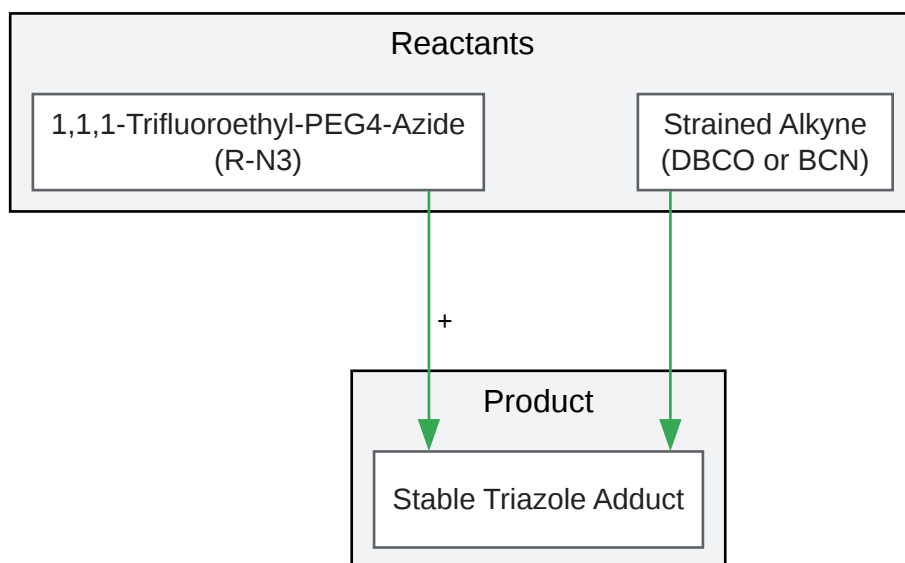 Reactants
1,1,1-Trifluoroethyl-PEG4-Azide
(R-N3)
Strained Alkyne
(DBCO or BCN)
+
Product
Stable Triazole Adduct